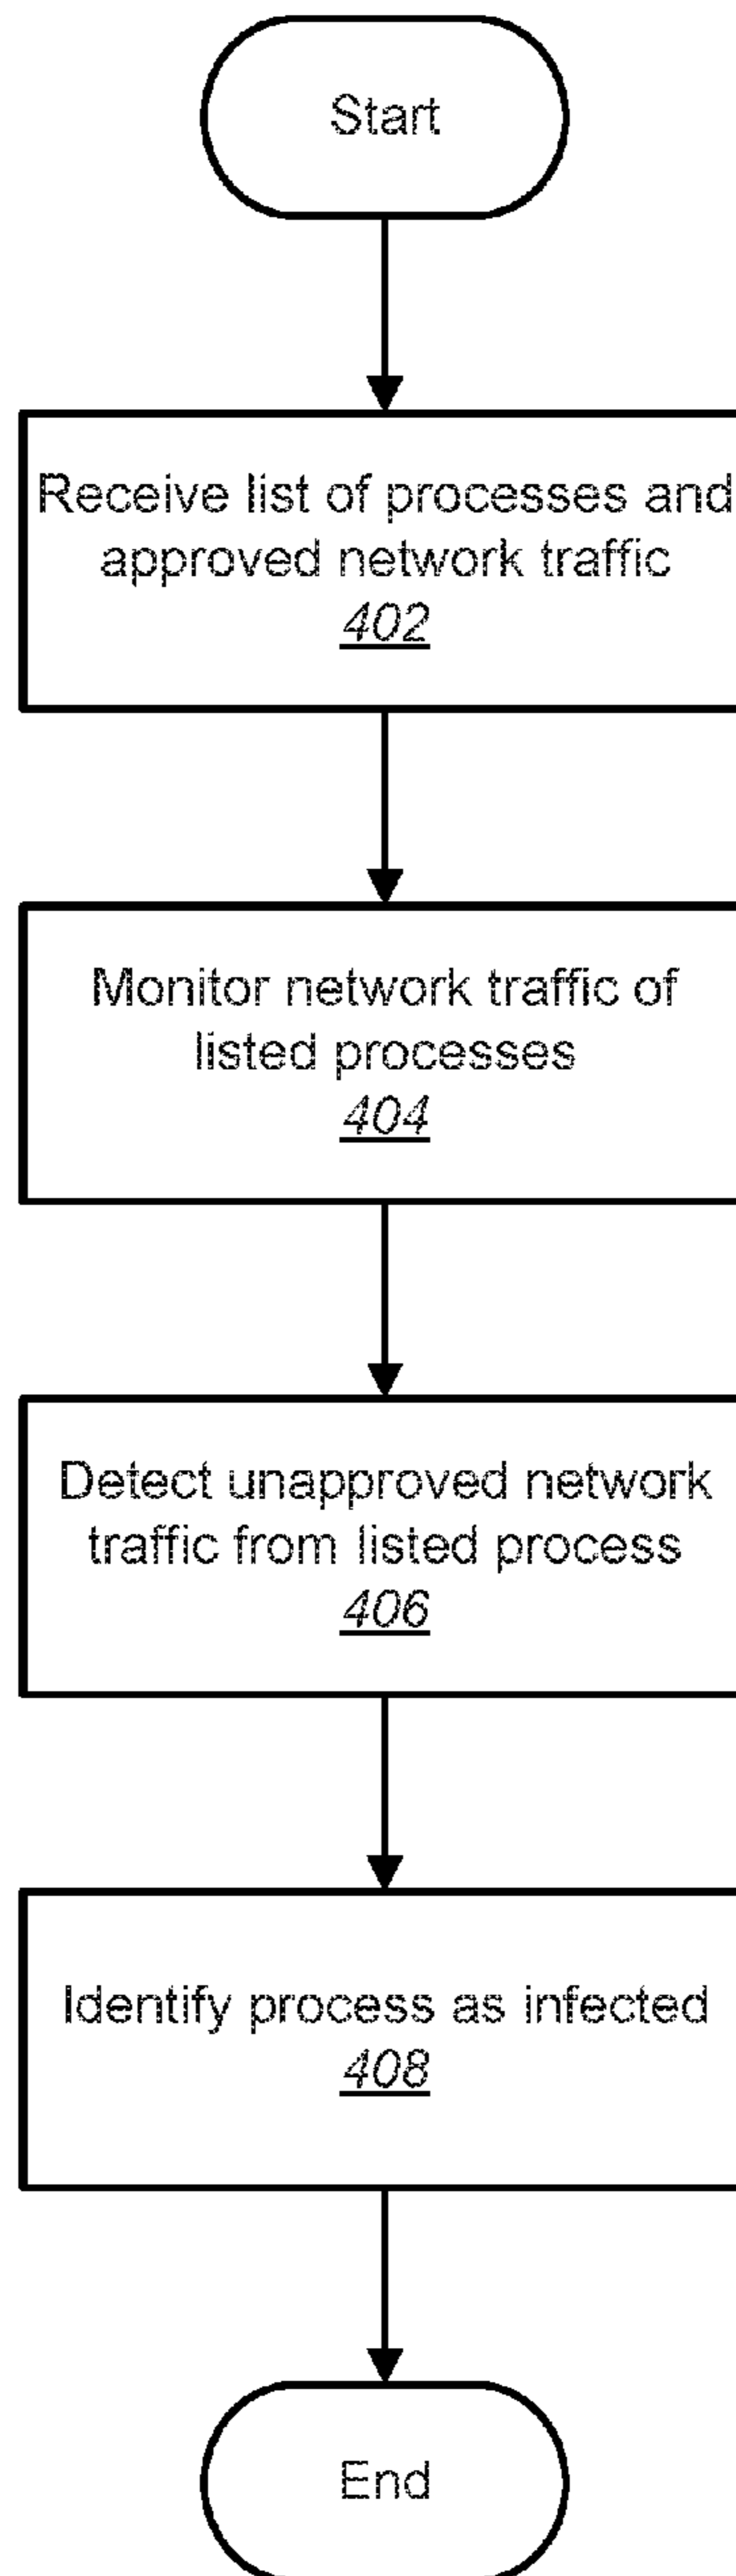 Start
Receive list of processes and
approved network traffic
402
Monitor network traffic of
listed processes
404
Detect unapproved network
traffic from listed process
406
Identify process as infected
408
End